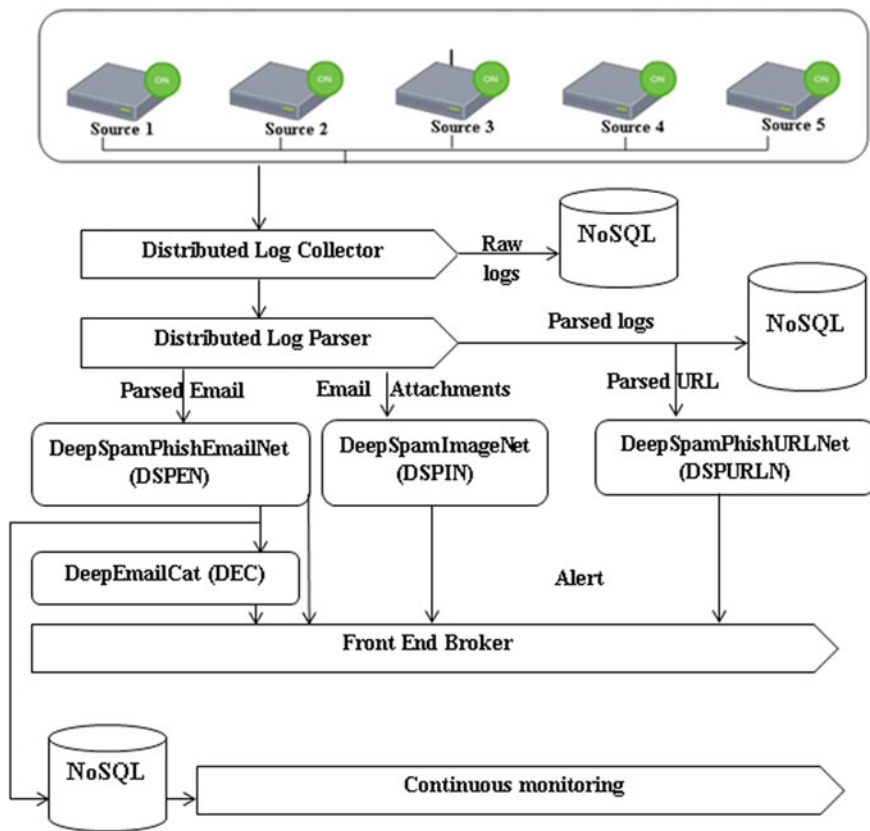 ON ON ON ON ON
Source 1 Source 2 Source 3 Source 4 Source 5
Distributed Log Collector
Raw
logs
NoSQL
Distributed Log Parser
Parsed logs
NoSQL
Parsed Email
Email Attachments
Parsed URL
DeepSpamPhishEmailNet
(DSPEN)
DeepSpamImageNet
(DSPIN)
DeepSpamPhishURLNet
(DSPURLN)
DeepEmailCat (DEC)
Alert
Front End Broker
NoSQL
Continuous monitoring